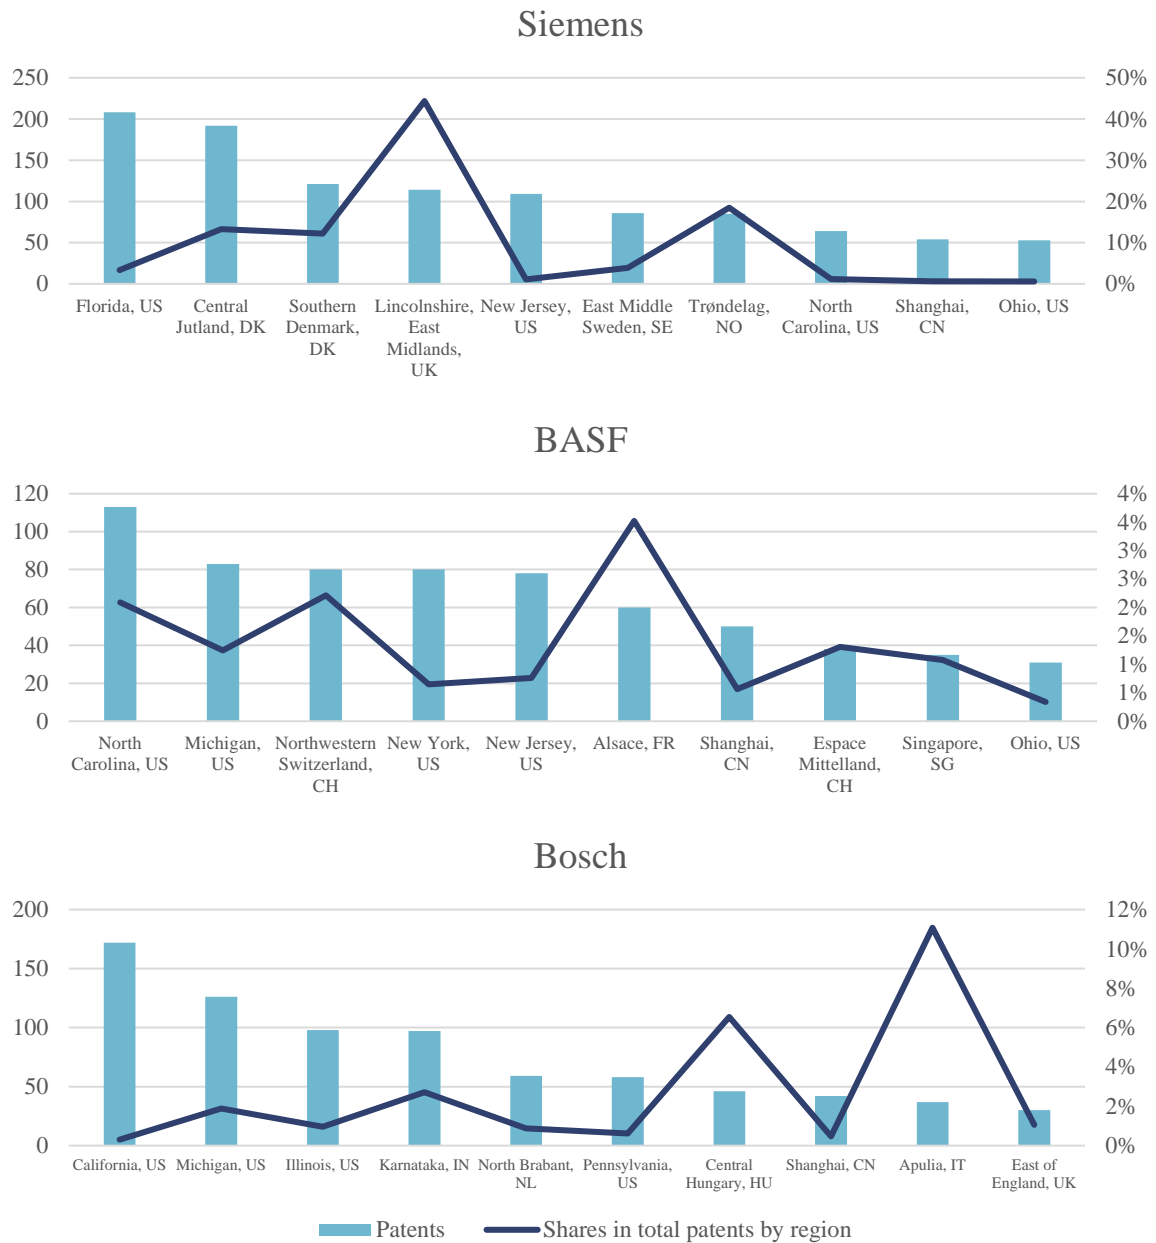 Siemens
250
200
150
100
50
0
50%
40%
30%
20%
10%
0%
Florida, US
Central
Jutland, DK
Southern
Denmark,
DK
Lincolnshire,
East
Midlands,
UK
New Jersey,
US
East Middle
Sweden, SE
Trøndelag,
NO
North
Carolina, US
Shanghai,
CN
Ohio, US
BASF
120
100
80
60
40
20
0
4%
4%
3%
3%
2%
2%
1%
1%
0%
North
Carolina, US
Michigan,
US
Northwestern
Switzerland,
CH
New York,
US
New Jersey,
US
Alsace, FR
Shanghai,
CN
Espace
Mittelland,
CH
Singapore,
SG
Ohio, US
Bosch
200
150
100
50
0
12%
10%
8%
6%
4%
2%
0%
California, US
Michigan, US
Illinois, US
Karnataka, IN
North Brabant,
NL
Pennsylvania,
US
Central
Hungary, HU
Shanghai, CN
Apulia, IT
East of
England, UK
Patents
Shares in total patents by region